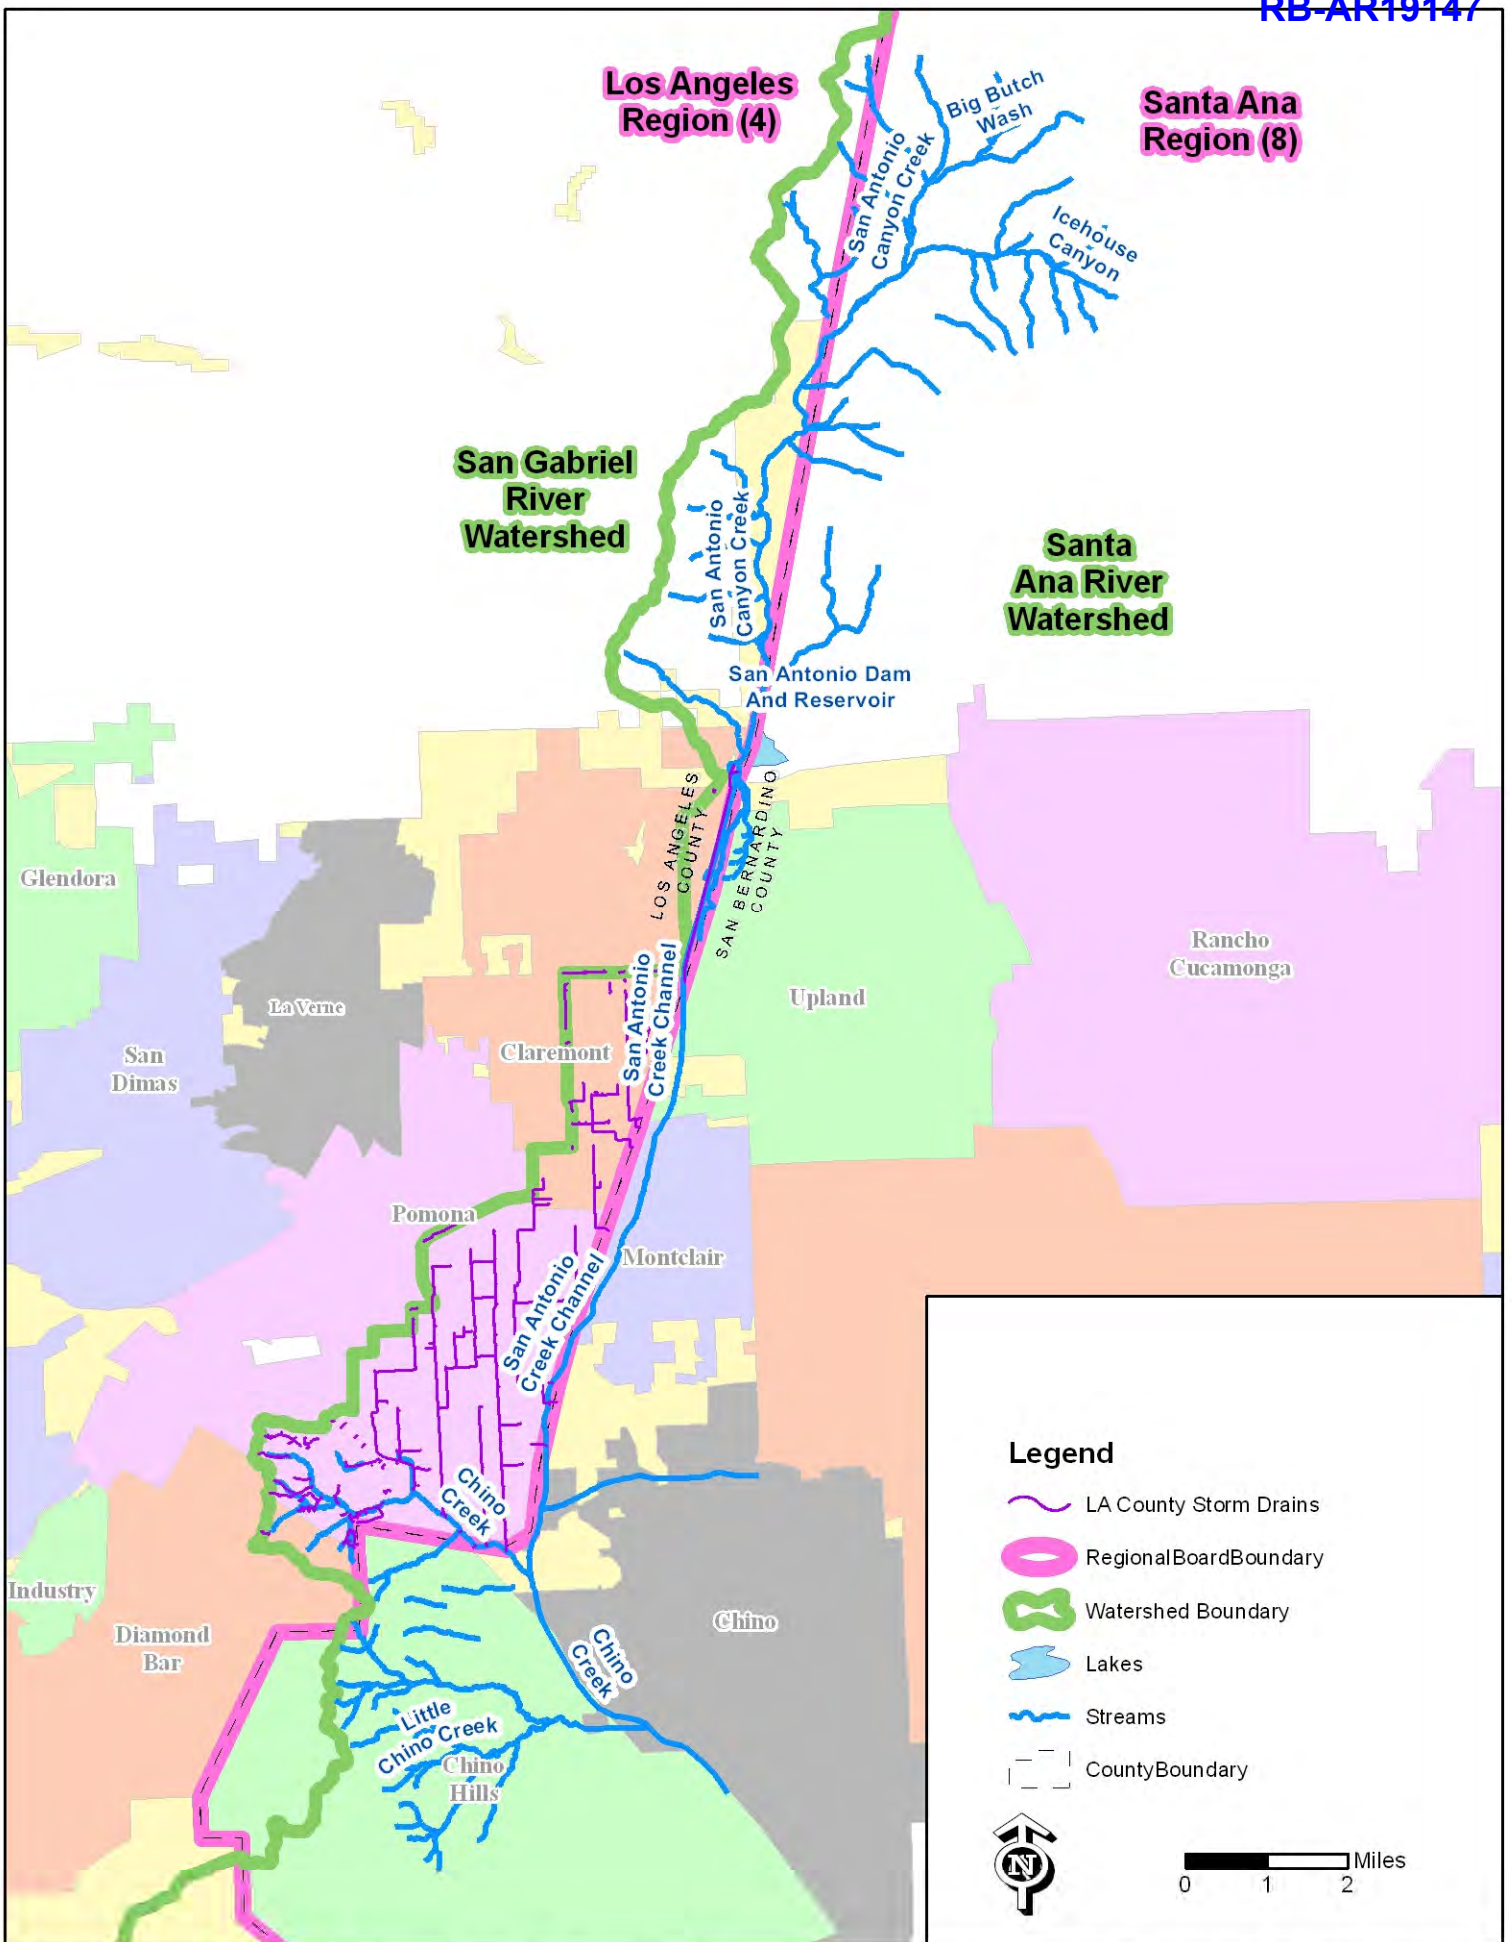 RB-AR19147
Los Angeles
Region (4)
Santa Ana
Region (8)
Big Butch
Wash
San Antonio
Canyon Creek
Icehouse
Canyon
San Gabriel
River
Watershed
San Antonio
Canyon Creek
Santa
Ana River
Watershed
San Antonio Dam
And Reservoir
LOS ANGELES
COUNTY
SAN BERNARDINO
COUNTY
Glendora
Rancho
Cucamonga
San Antonio
Creek Channel
Upland
La Verne
Claremont
San
Dimas
Pomona
Montclair
San Antonio
Creek Channel
Chino
Creek
Industry
Diamond
Bar
Chino
Chino
Creek
Little
Chino Creek
Chino
Hills
Legend
LA County Storm Drains
RegionalBoardBoundary
Watershed Boundary
Lakes
Streams
CountyBoundary
N
Miles
0 1 2